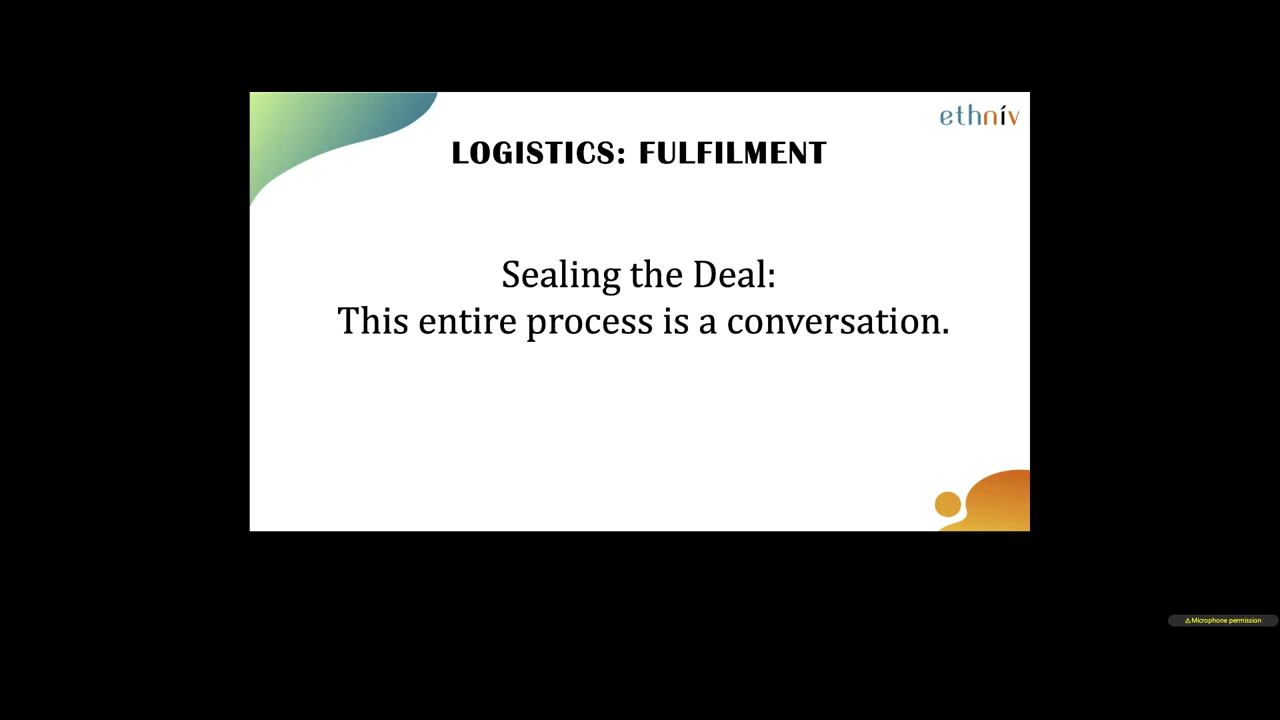 ethnív
LOGISTICS: FULFILMENT
Sealing the Deal:
This entire process is a conversation.
⚠Microphone permission